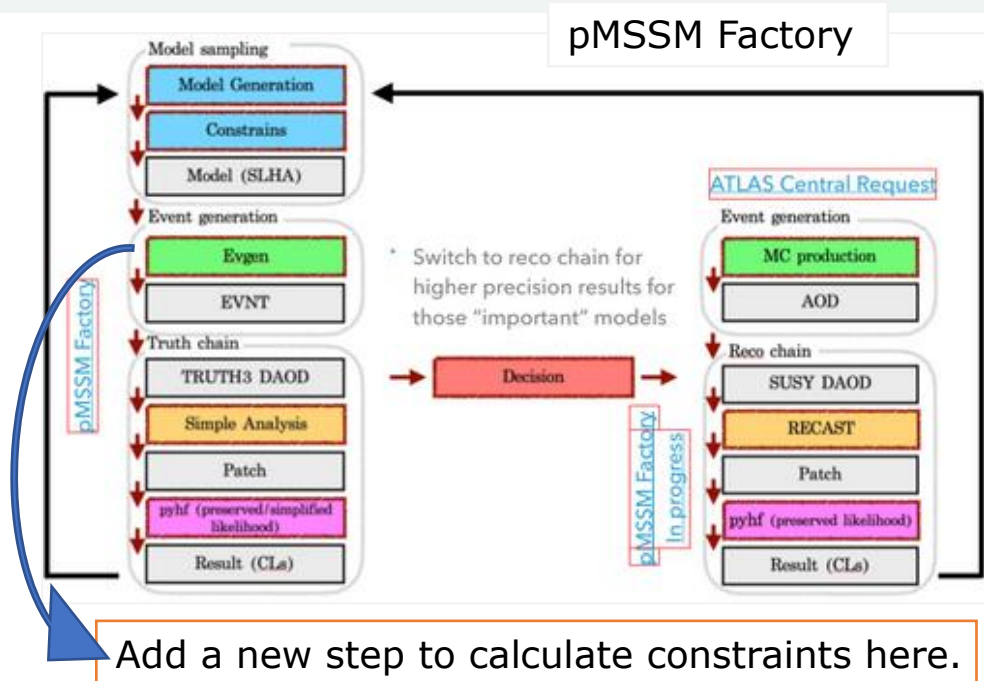 pMSSM Factory
Model sampling
Model Generation
Constrains
Model (SLHA)
Event generation
Evgen
EVNT
Truth chain
TRUTH3 DAOD
Simple Analysis
Patch
pyhf (preserved/simplified
likelihood)
Result (CLs)
pMSSM Factory
Switch to reco chain for
higher precision results for
those “important” models
Decision
ATLAS Central Request
Event generation
MC production
AOD
Reco chain
SUSY DAOD
RECAST
Patch
pyhf (preserved likelihood)
Result (CLs)
pMSSM Factory
In progress
Add a new step to calculate constraints here.